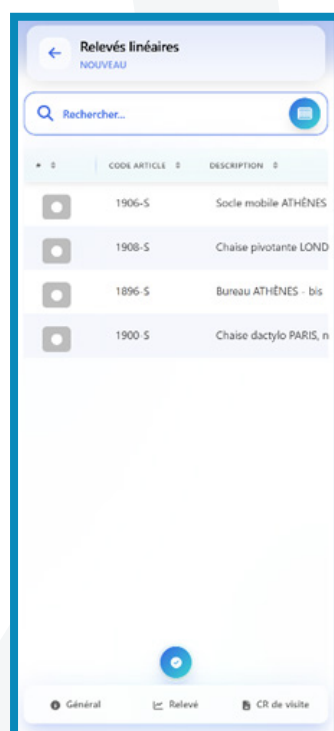 Relevés linéaires
NOUVEAU
Rechercher...
CODE ARTICLE DESCRIPTION
1906-S Socle mobile ATHÈNES
1908-S Chaise pivotante LOND
1896-S Bureau ATHÈNES - bis
1900-S Chaise dactylo PARIS, n
Général Relevé CR de visite